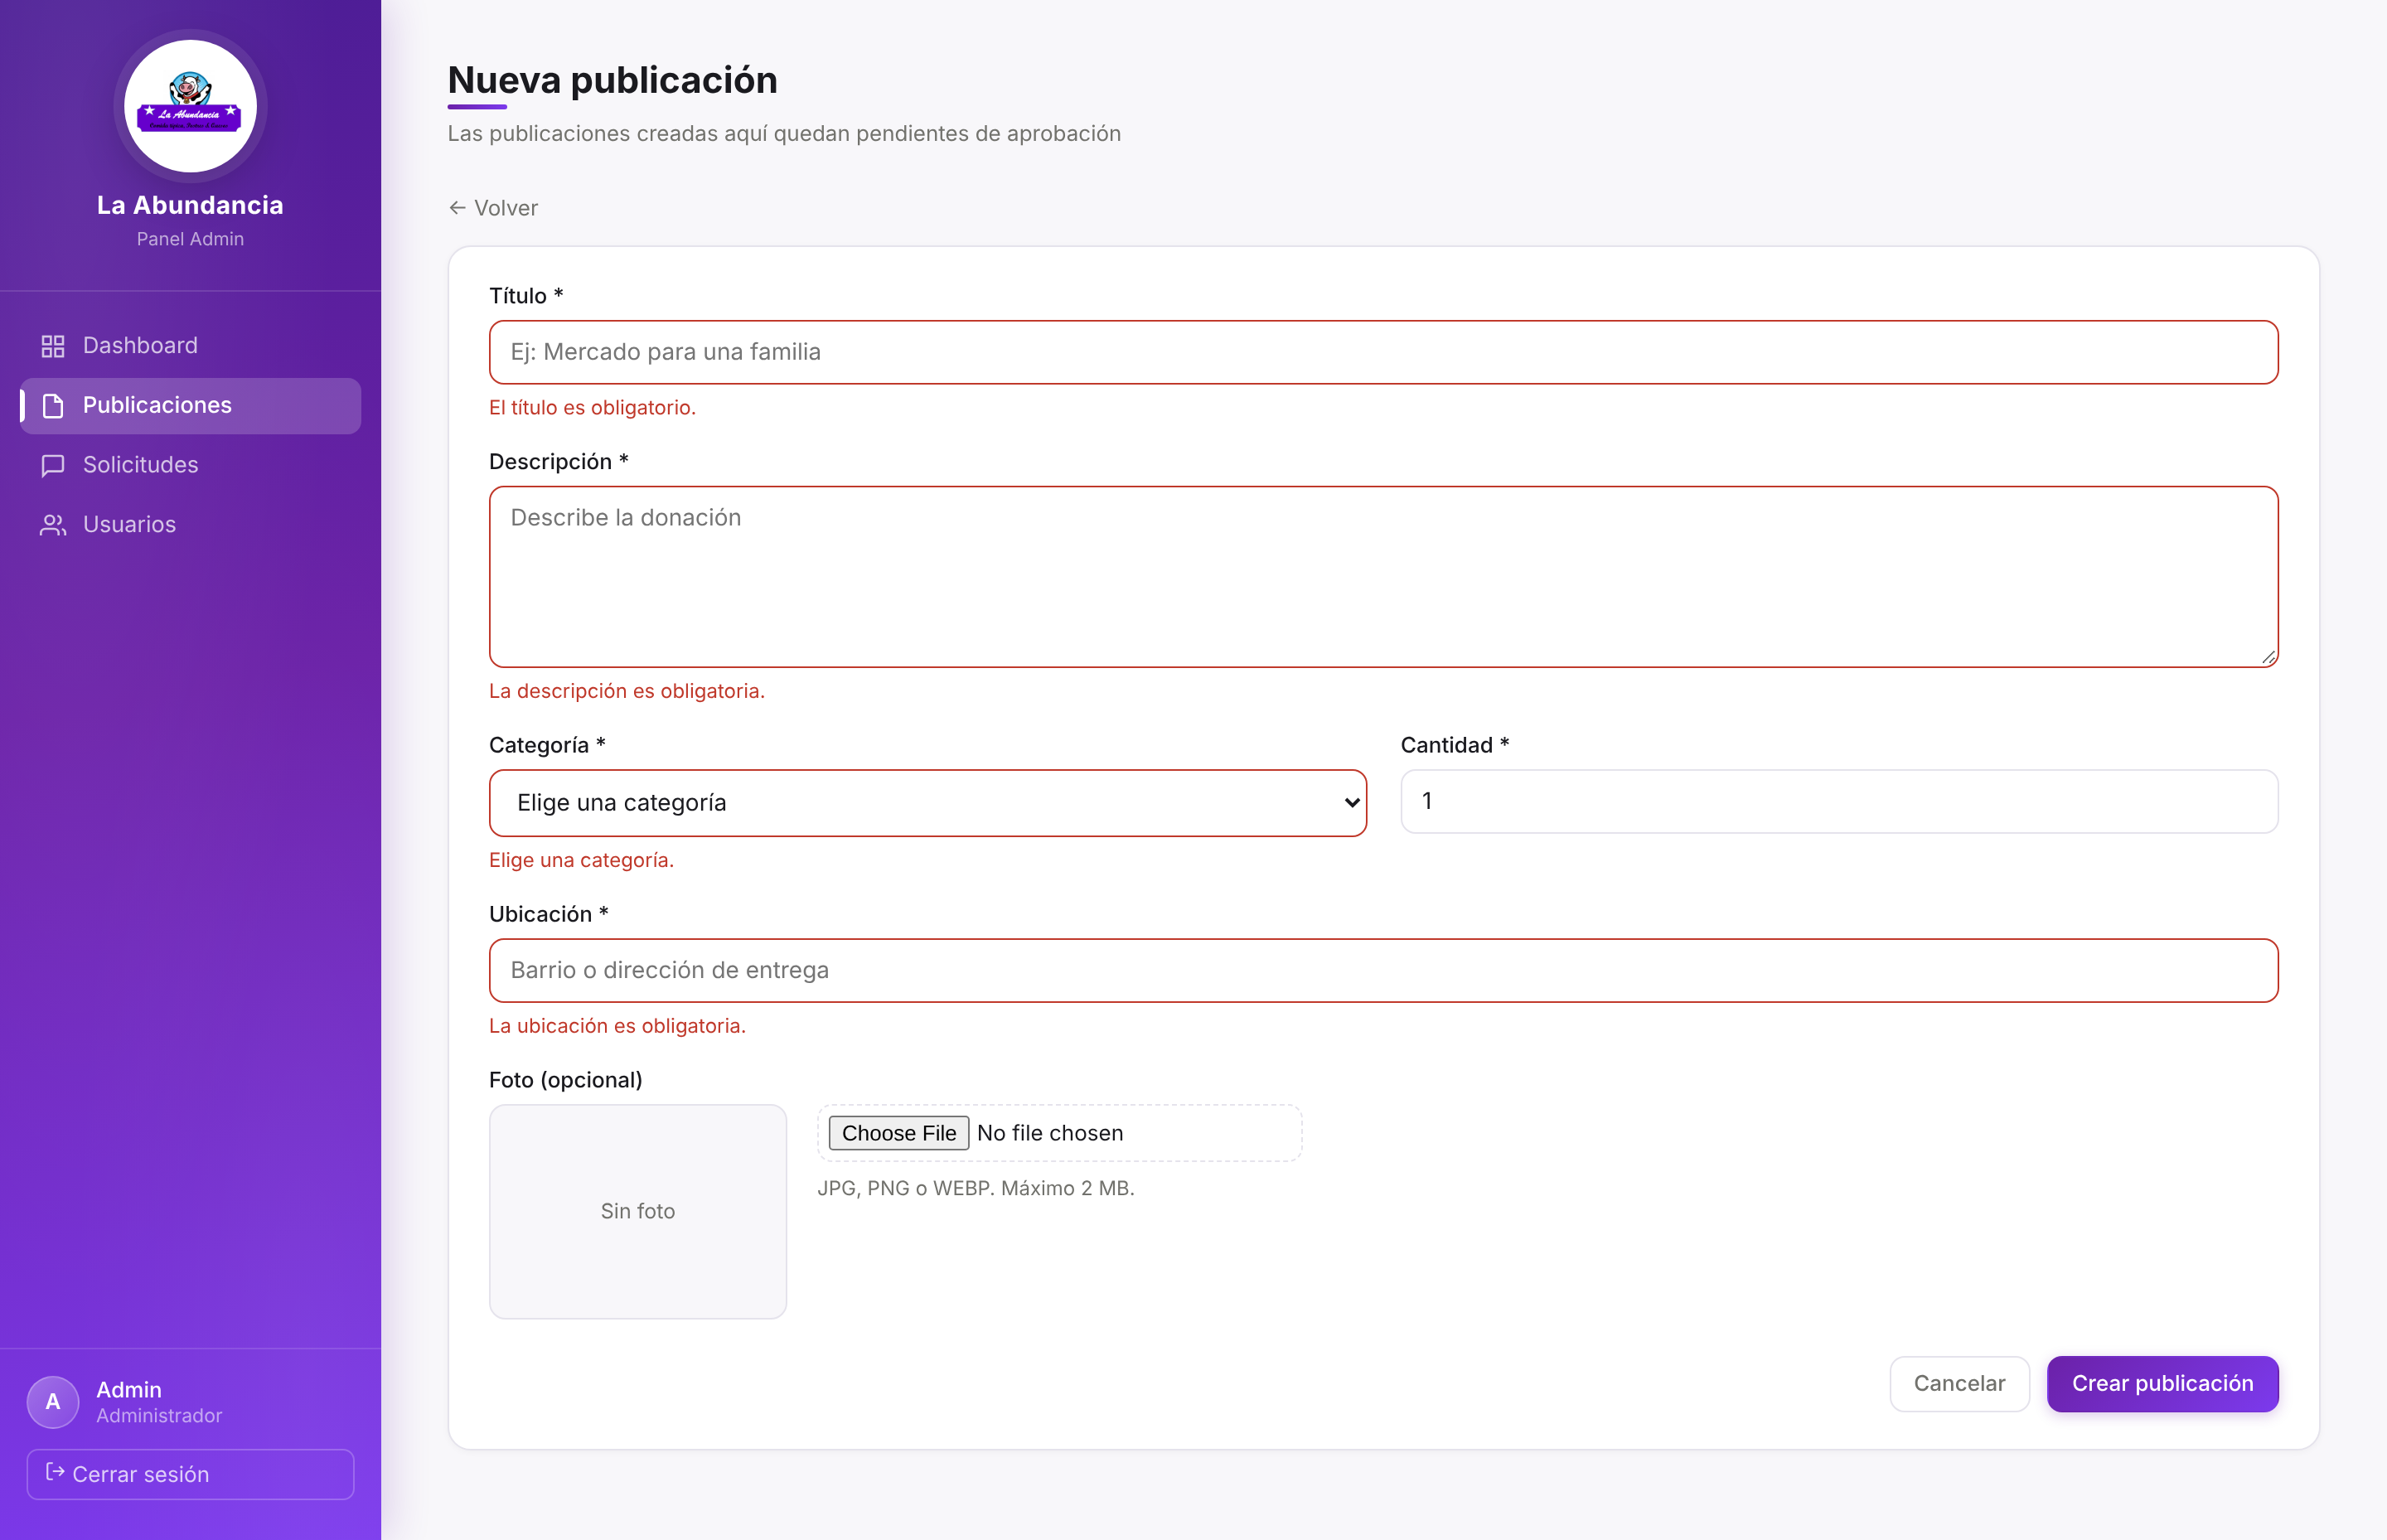 La Abundancia
La Abundancia
Panel Admin
Dashboard
Publicaciones
Solicitudes
Usuarios
A
Admin
Administrador
Cerrar sesión
Nueva publicación
Las publicaciones creadas aquí quedan pendientes de aprobación
← Volver
Título *
Ej: Mercado para una familia
El título es obligatorio.
Descripción *
Describe la donación
La descripción es obligatoria.
Categoría *
Cantidad *
Elige una categoría
1
Elige una categoría.
Ubicación *
Barrio o dirección de entrega
La ubicación es obligatoria.
Foto (opcional)
Choose File No file chosen
JPG, PNG o WEBP. Máximo 2 MB.
Sin foto
Cancelar
Crear publicación